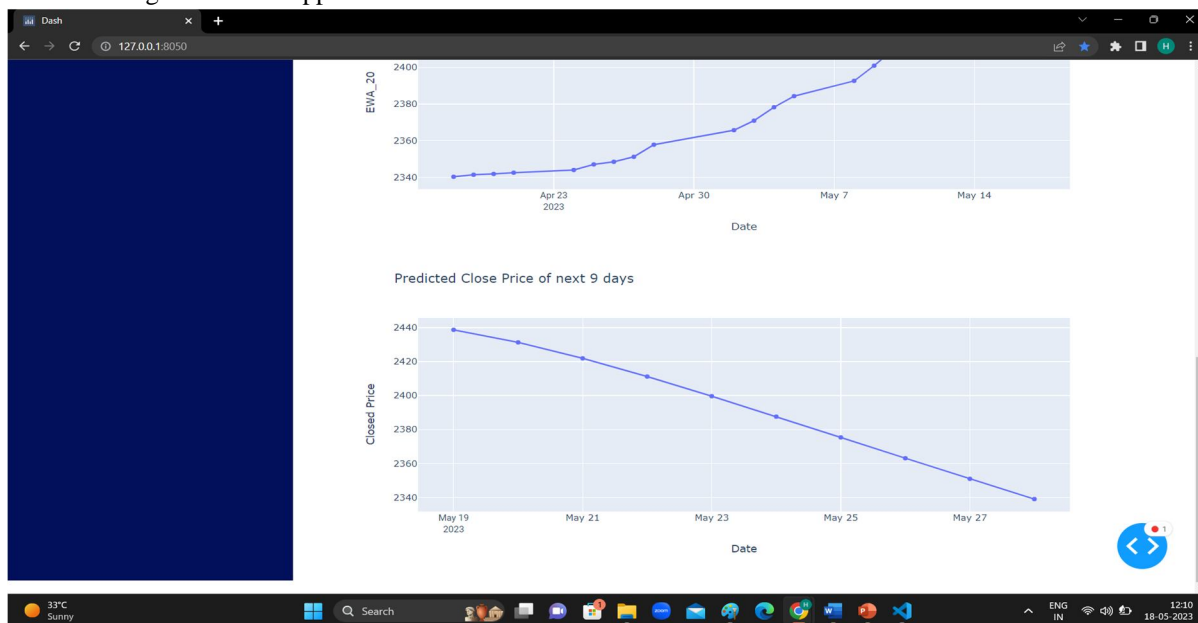 Dash
127.0.0.1:8050
H
2400
2380
2360
2340
EWA_20
Apr 23
2023
Apr 30
May 7
May 14
Date
Predicted Close Price of next 9 days
2440
2420
2400
2380
2360
2340
Closed Price
May 19
2023
May 21
May 23
May 25
May 27
Date
1
33°C
Sunny
Search
ENG
IN
12:10
18-05-2023